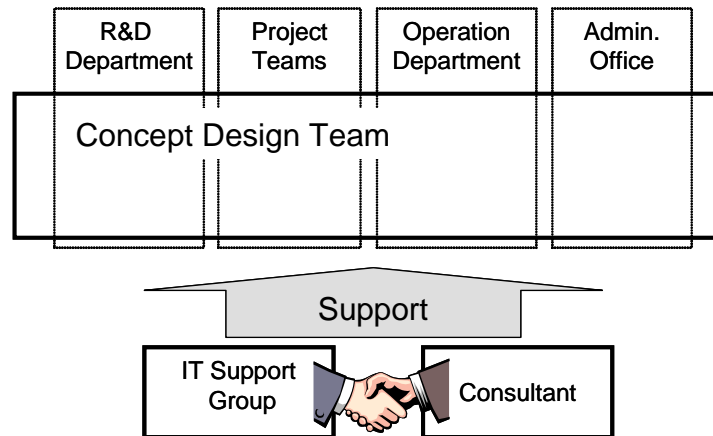 R&D
Department
Project
Teams
Operation
Department
Admin.
Office
Concept Design Team
Support
IT Support
Group
Consultant